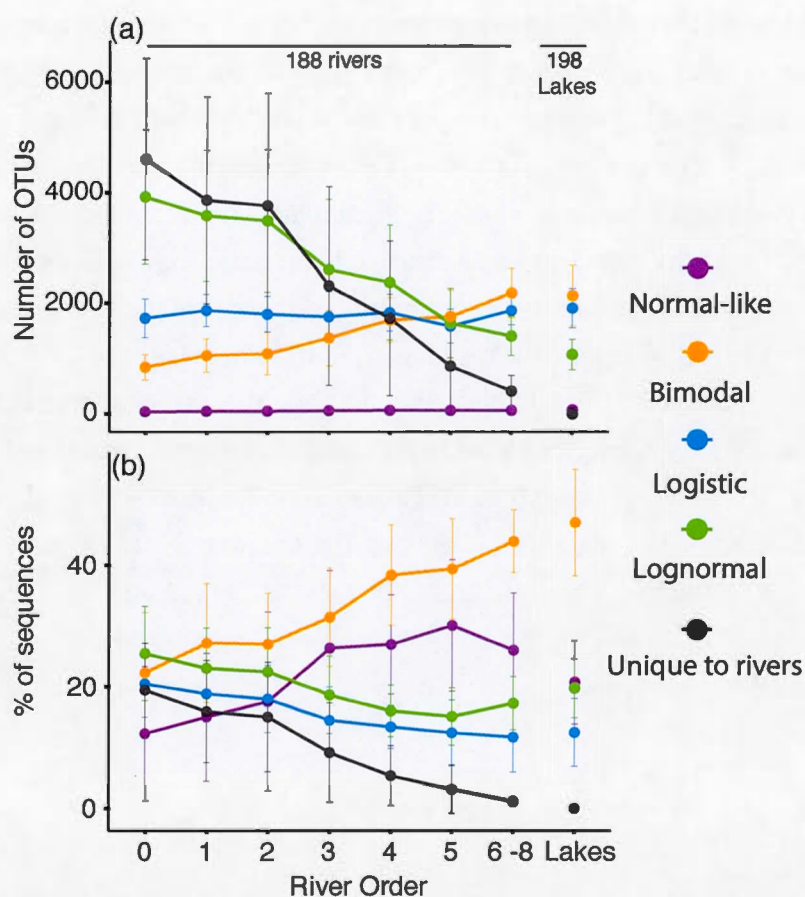 (a)
188 rivers
198
Lakes
6000
4000
2000
0
Number of OTUs
Normal-like
Bimodal
Logistic
Lognormal
Unique to rivers
(b)
40
20
0
% of sequences
0 1 2 3 4 5 6 -8 Lakes
River Order